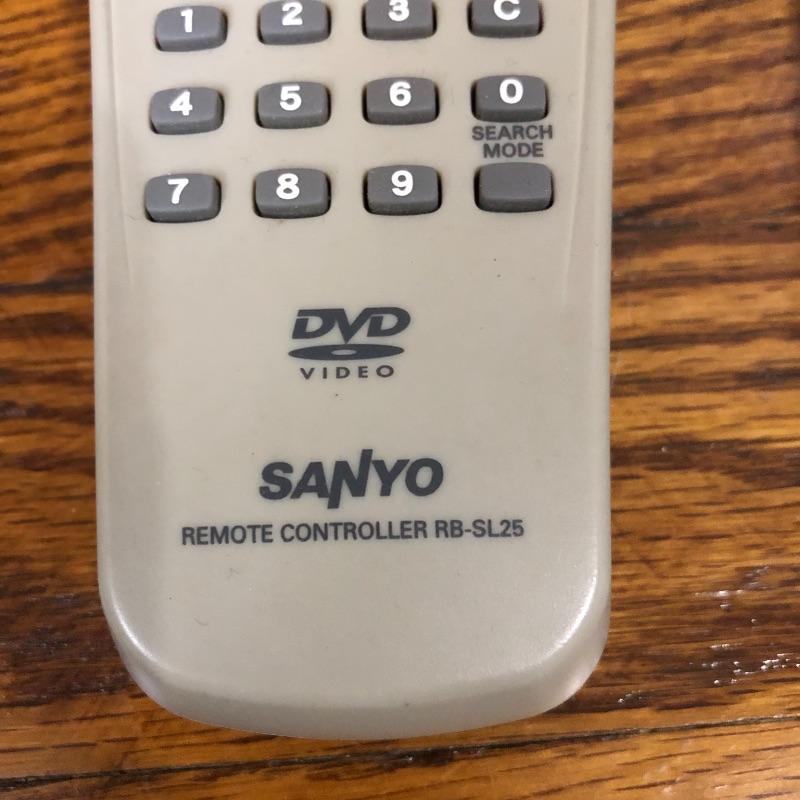 1 2 3 C
4 5 6 0
SEARCH
MODE
7 8 9
DVD
VIDEO
SANYO
REMOTE CONTROLLER RB-SL25